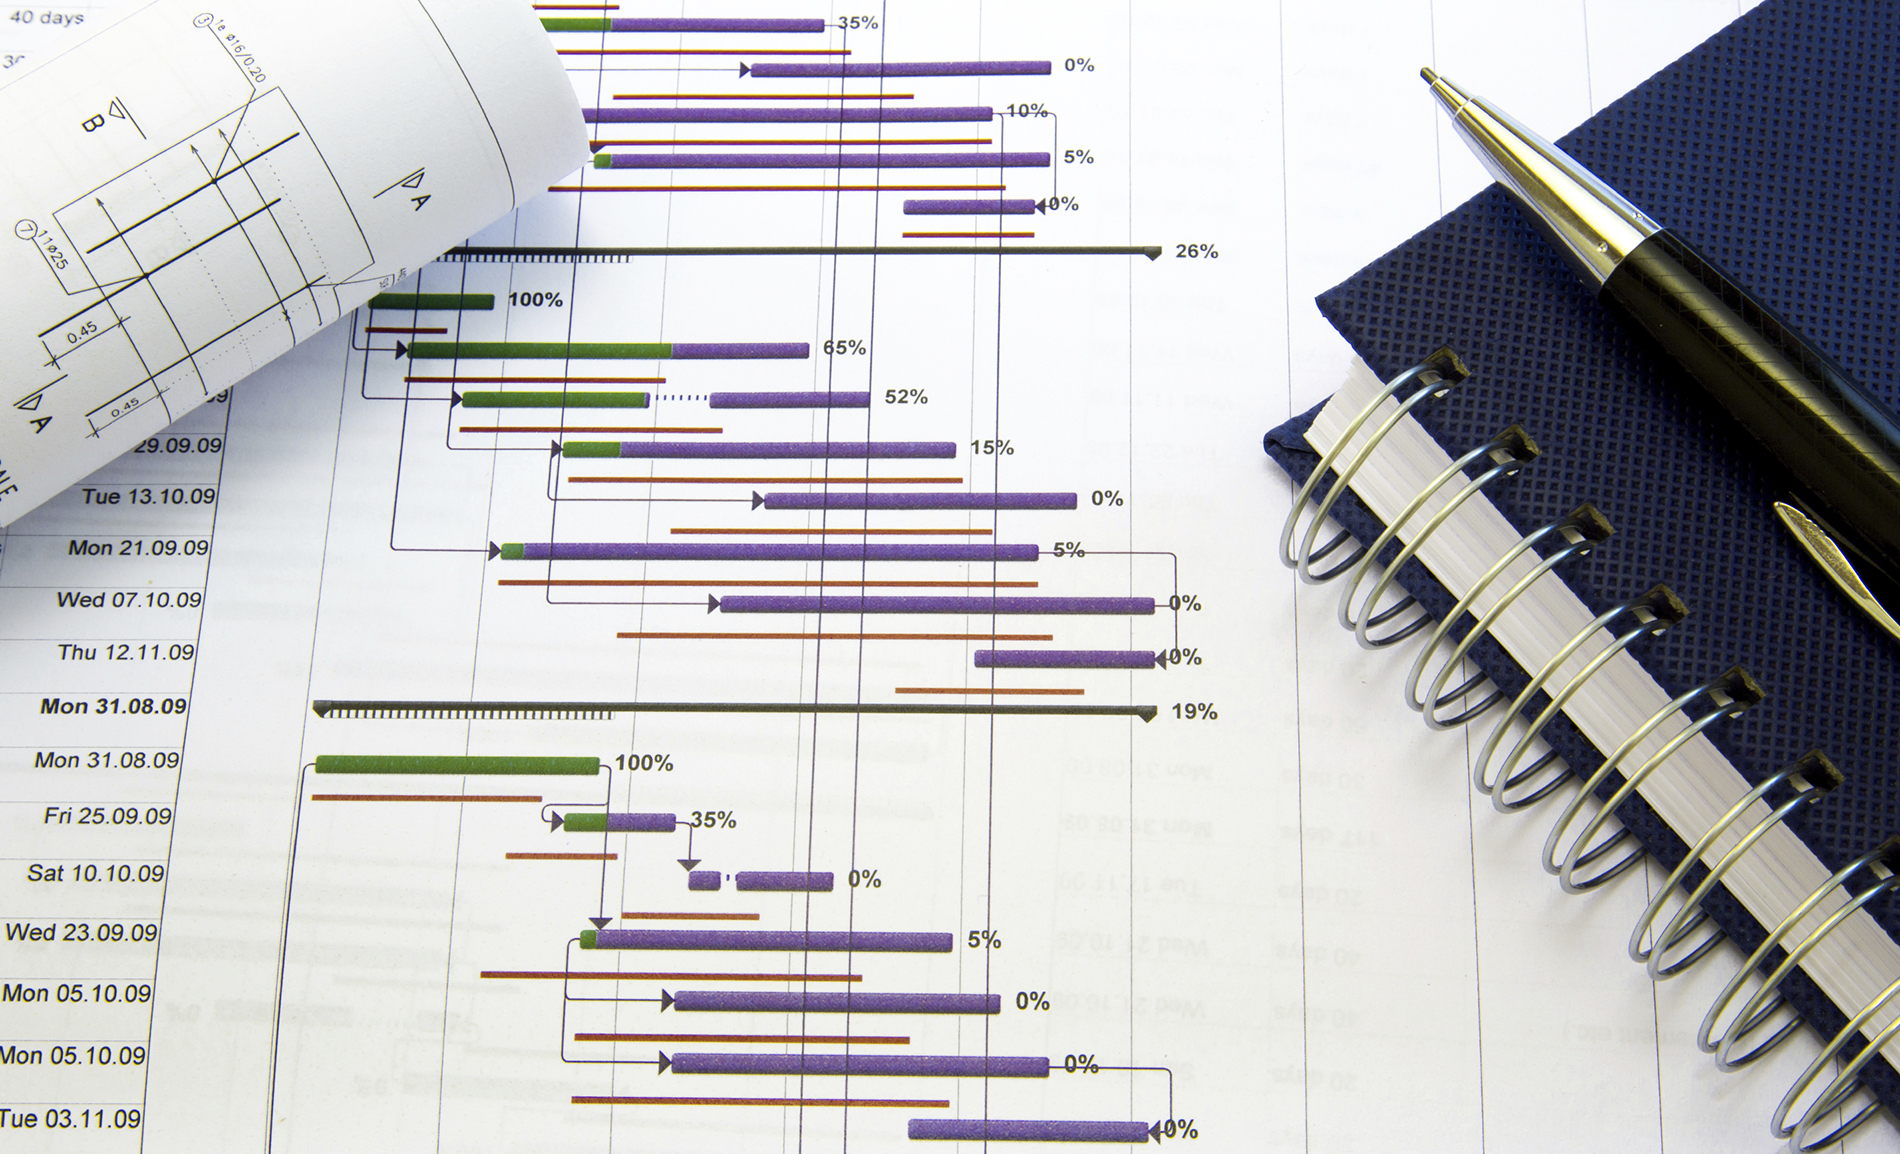 40 days
35%
0%
10%
5%
0%
26%
100%
65%
52%
29.09.09 15%
Tue 13.10.09 0%
Mon 21.09.09 5%
Wed 07.10.09 0%
Thu 12.11.09 0%
Mon 31.08.09 19%
Mon 31.08.09 100%
Fri 25.09.09 35%
Sat 10.10.09 0%
Wed 23.09.09 5%
Mon 05.10.09 0%
Mon 05.10.09 0%
Tue 03.11.09 0%
3 1e ø16/0.20
B
A
7 11ø25
0.45
0.45
A